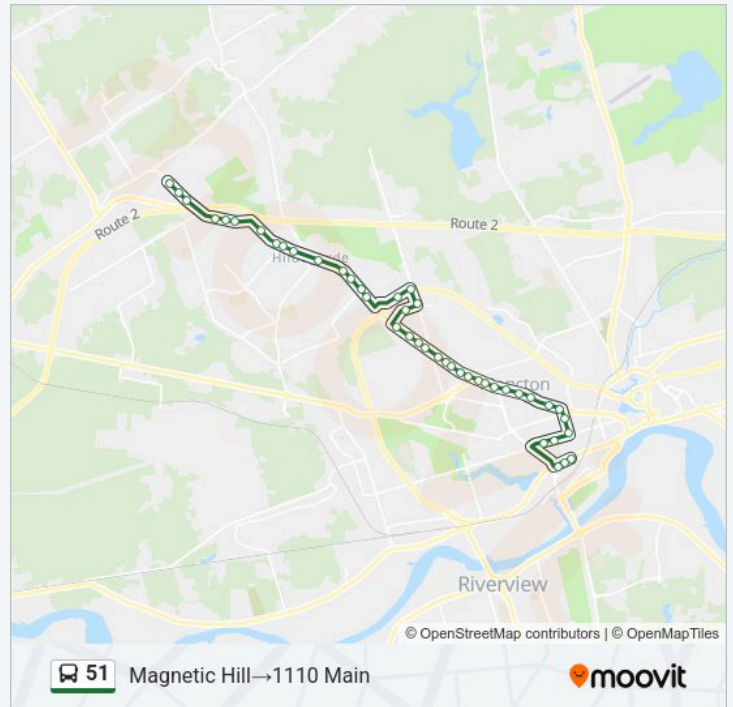 Route 2
Route 2
Riverview
© OpenStreetMap contributors | © OpenMapTiles
51
Magnetic Hill→1110 Main
moovit